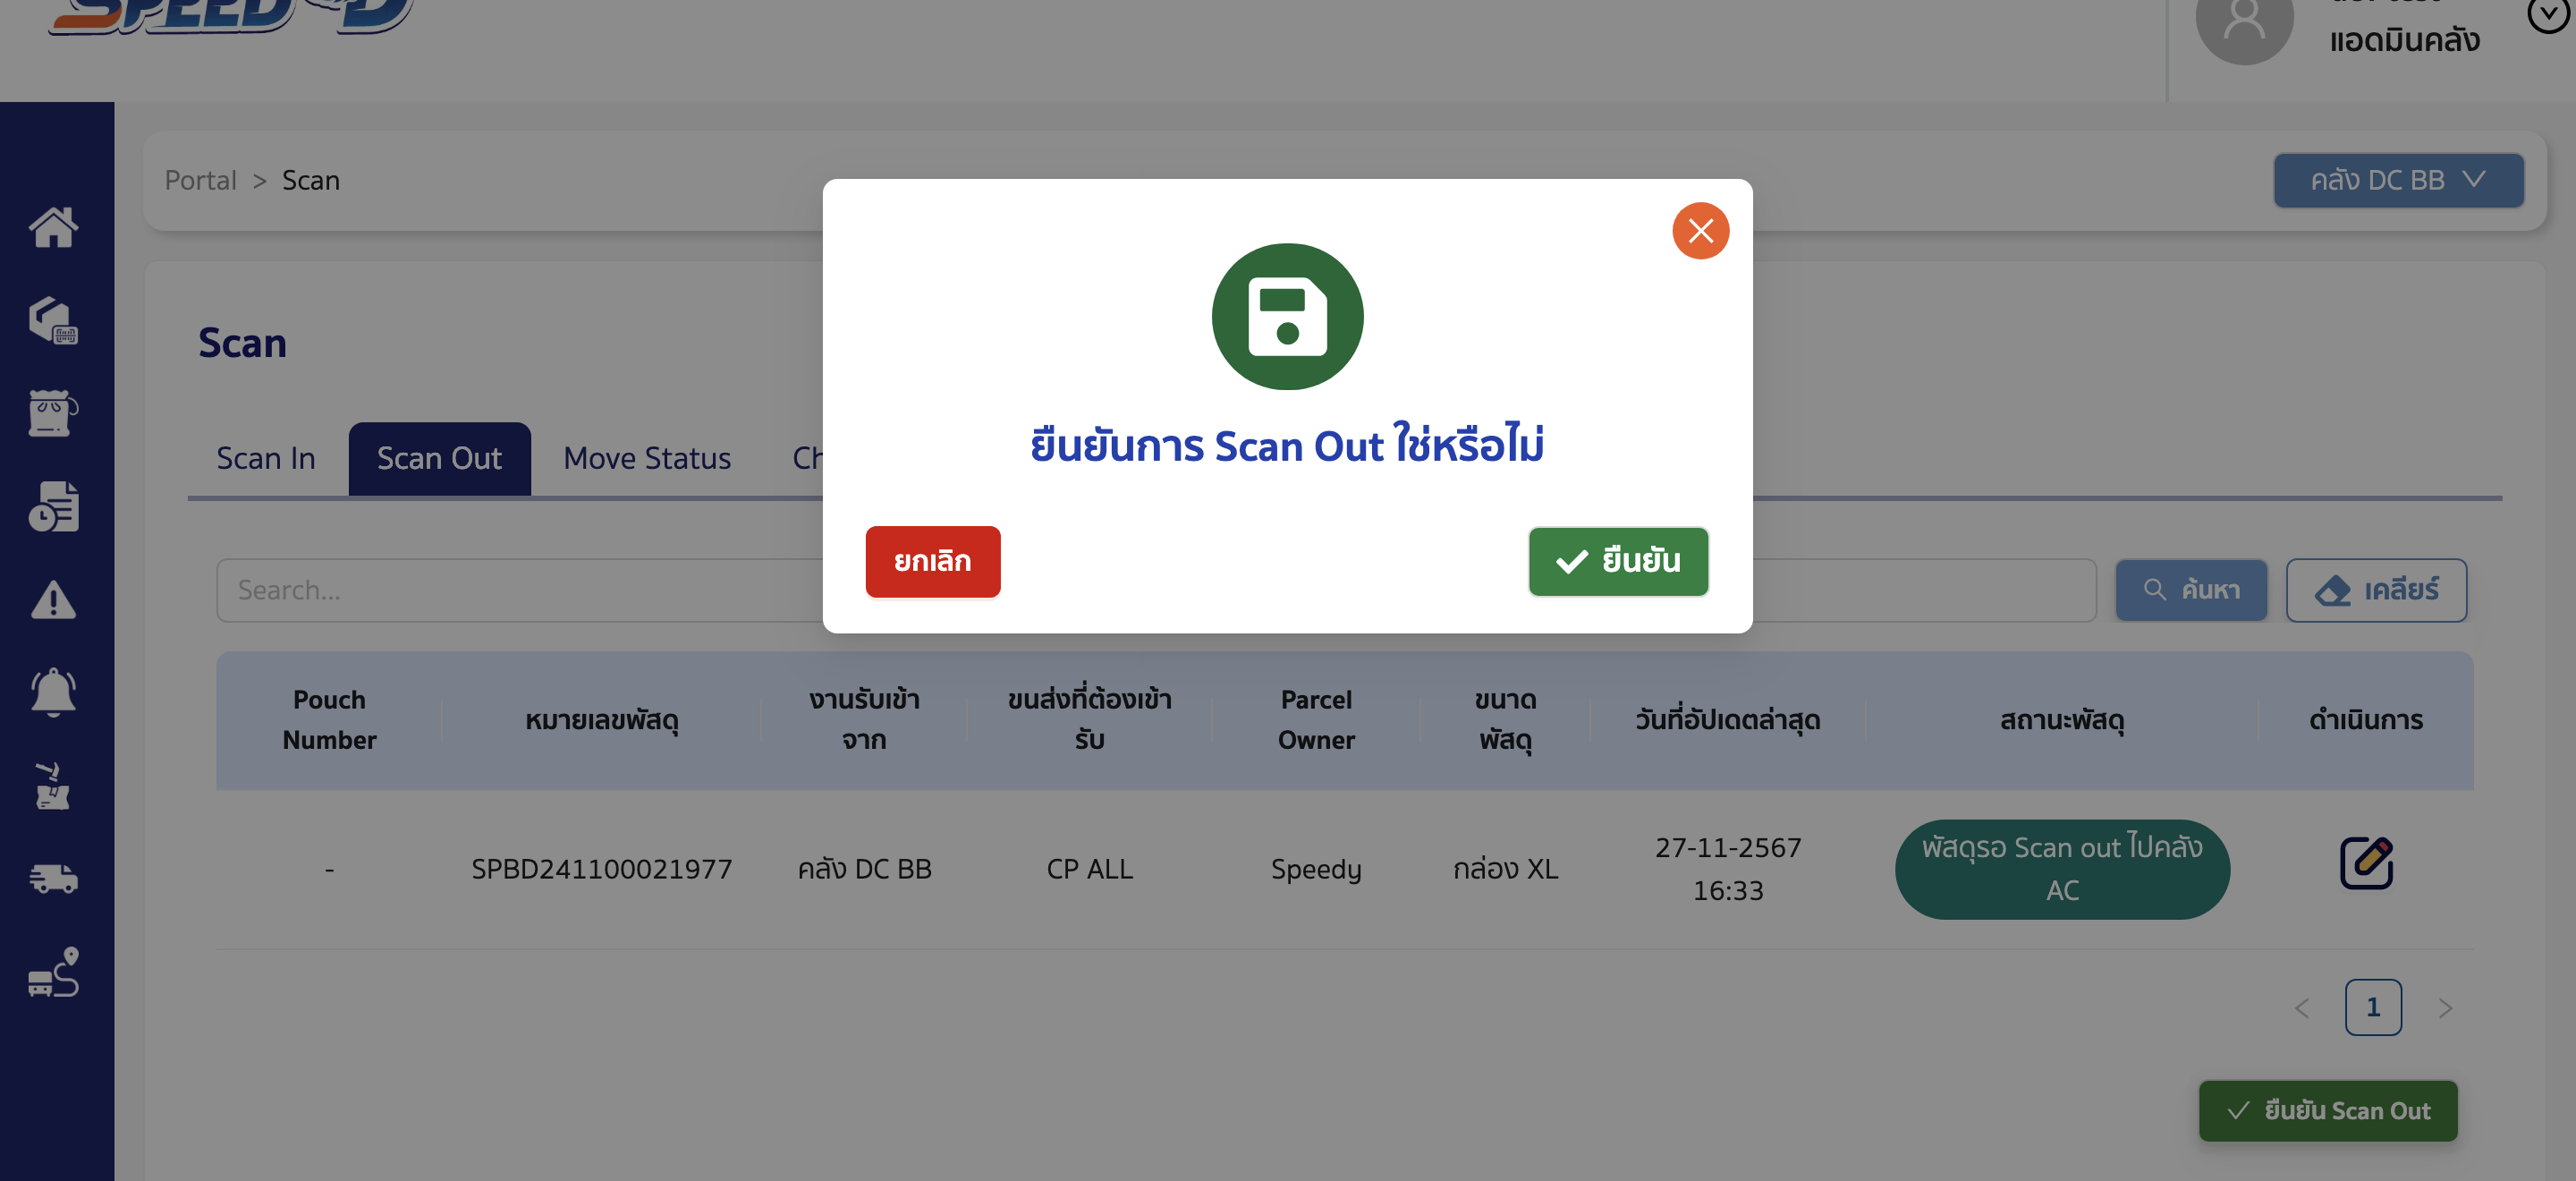 SPEED D
แอดมินคลัง
Portal > Scan
คลัง DC BB
Scan
Scan In
Scan Out
Move Status
Ch
ยืนยันการ Scan Out ใช่หรือไม่
ยกเลิก
ยืนยัน
Search...
ค้นหา
เคลียร์
Pouch
Number
หมายเลขพัสดุ
งานรับเข้า
จาก
ขนส่งที่ต้องเข้า
รับ
Parcel
Owner
ขนาด
พัสดุ
วันที่อัปเดตล่าสุด
สถานะพัสดุ
ดำเนินการ
-
SPBD241100021977
คลัง DC BB
CP ALL
Speedy
กล่อง XL
27-11-2567
16:33
พัสดุรอ Scan out ไปคลัง
AC
1
ยืนยัน Scan Out